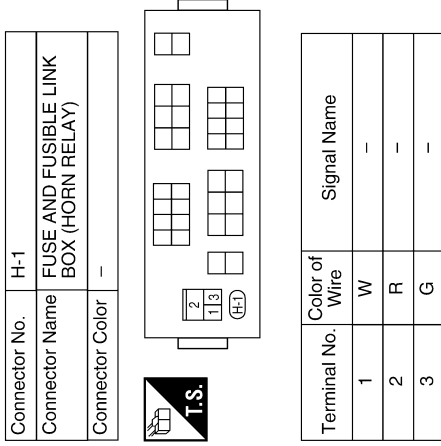 Connector No. H-1
Connector Name FUSE AND FUSIBLE LINK
BOX (HORN RELAY)
Connector Color –
T.S.
2
1 3
H-1
Terminal No. Color of
Wire Signal Name
1 W –
2 R –
3 G –